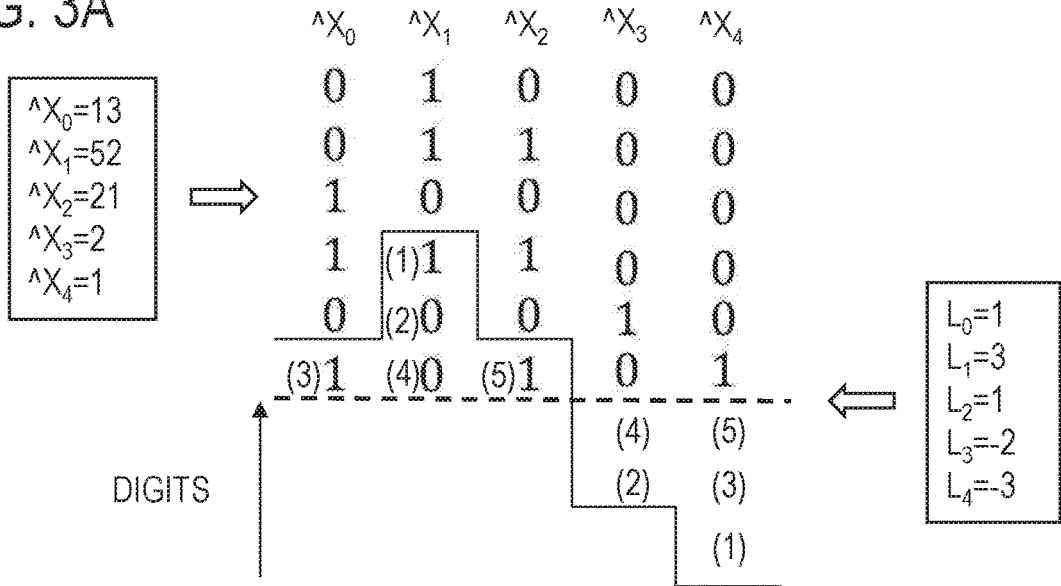 G. 3A
^X₀ ^X₁ ^X₂ ^X₃ ^X₄
0 1 0 0 0
0 1 1 0 0
1 0 0 0 0
1 (1)1 1 0 0
0 (2)0 0 1 0
(3)1 (4)0 (5)1 0 1
(4) (5)
(2) (3)
(1)
^X₀=13
^X₁=52
^X₂=21
^X₃=2
^X₄=1
L₀=1
L₁=3
L₂=1
L₃=-2
L₄=-3
DIGITS